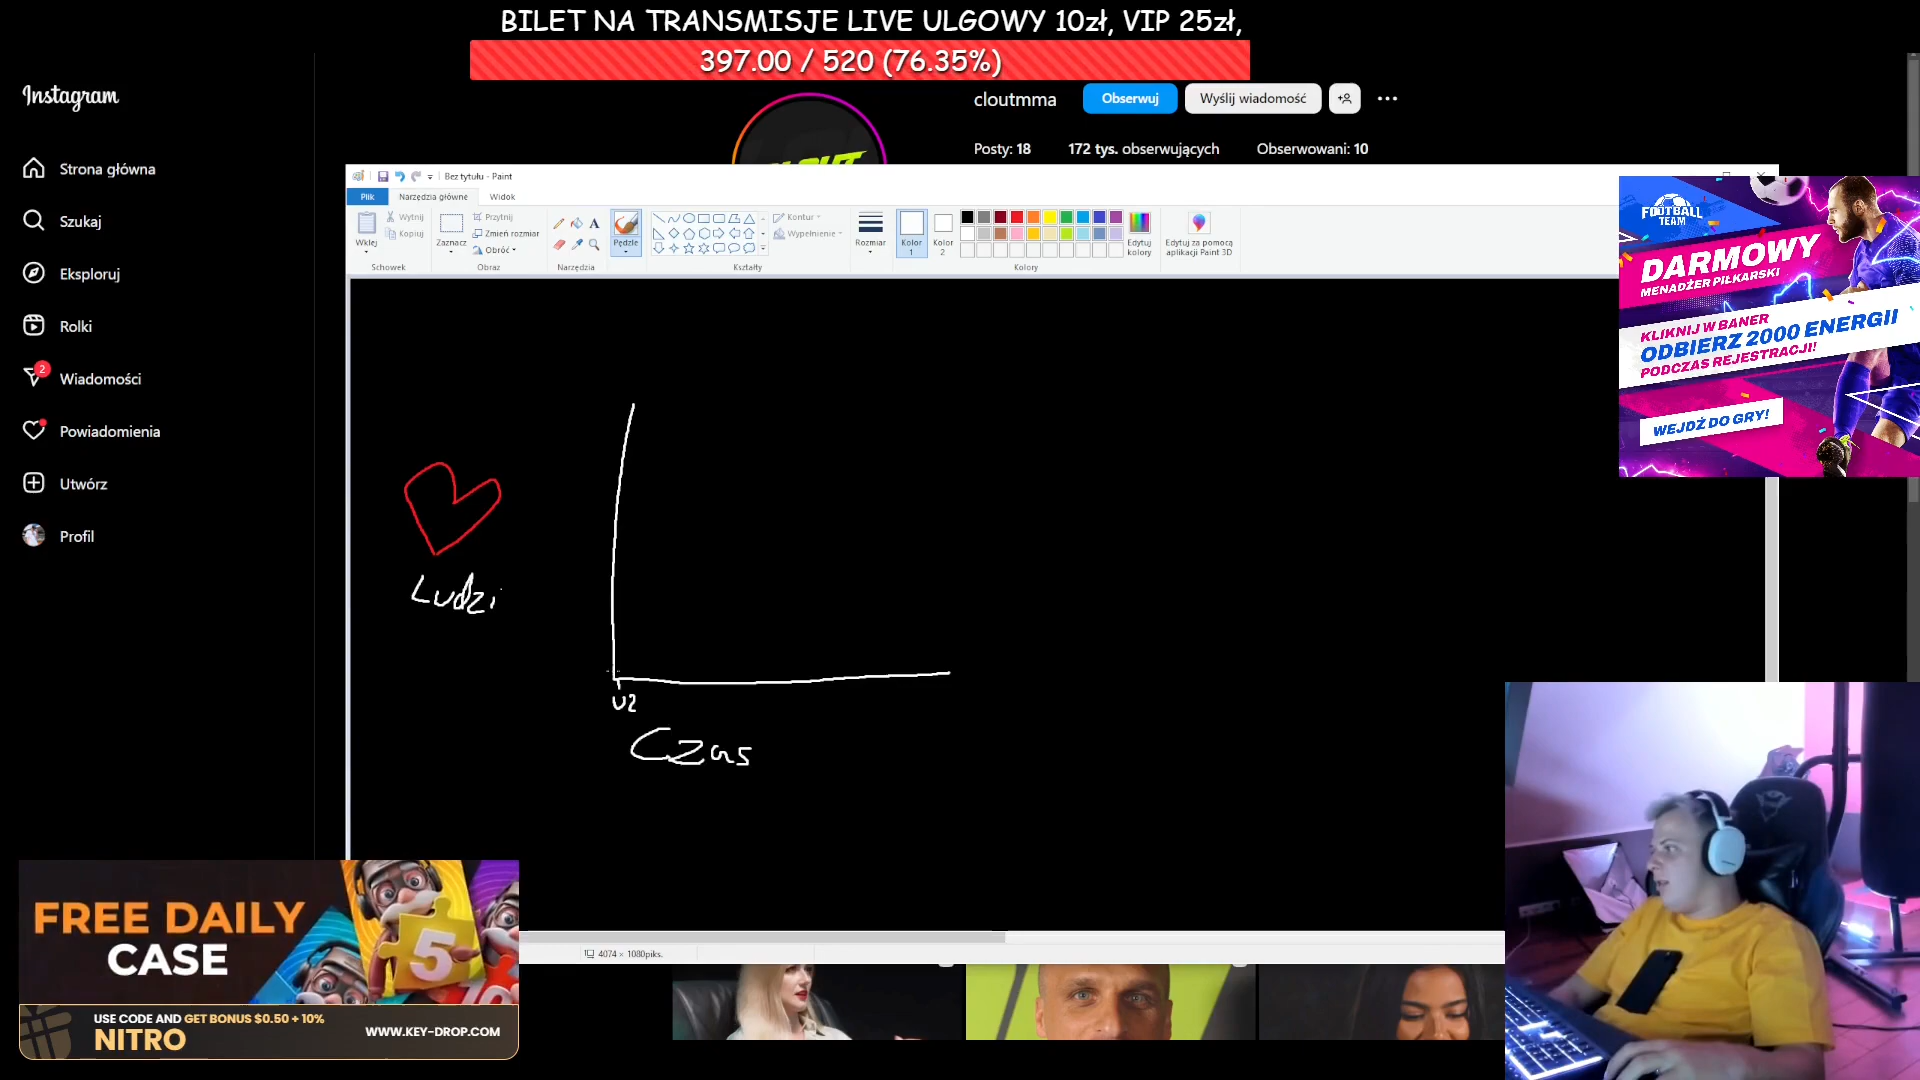 BILET NA TRANSMISJE LIVE ULGOWY 10zł, VIP 25zł,
397.00 / 520 (76.35%)
Instagram
cloutmma
Obserwuj
Wyślij wiadomość
Posty: 18
172 tys. obserwujących
Obserwowani: 10
Strona główna
Szukaj
Eksploruj
Rolki
2
Wiadomości
Powiadomienia
Utwórz
Profil
Bez tytułu - Paint
Plik
Narzędzia główne
Widok
Wklej
Wytnij
Kopiuj
Schowek
Zaznacz
Przytnij
Zmień rozmiar
Obróć
Obraz
A
Narzędzia
Pędzle
Kontur
Wypełnienie
Kształty
Rozmiar
Kolor
1
Kolor
2
Edytuj
kolory
Kolory
Edytuj za pomocą
aplikacji Paint 3D
Ludzi
Czas
4074 × 1080piks.
FOOTBALL
TEAM
DARMOWY
MENADŻER PIŁKARSKI
KLIKNIJ W BANER
ODBIERZ 2000 ENERGII
PODCZAS REJESTRACJI!
WEJDŹ DO GRY!
FREE DAILY
CASE
5
USE CODE AND GET BONUS $0.50 + 10%
NITRO
WWW.KEY-DROP.COM